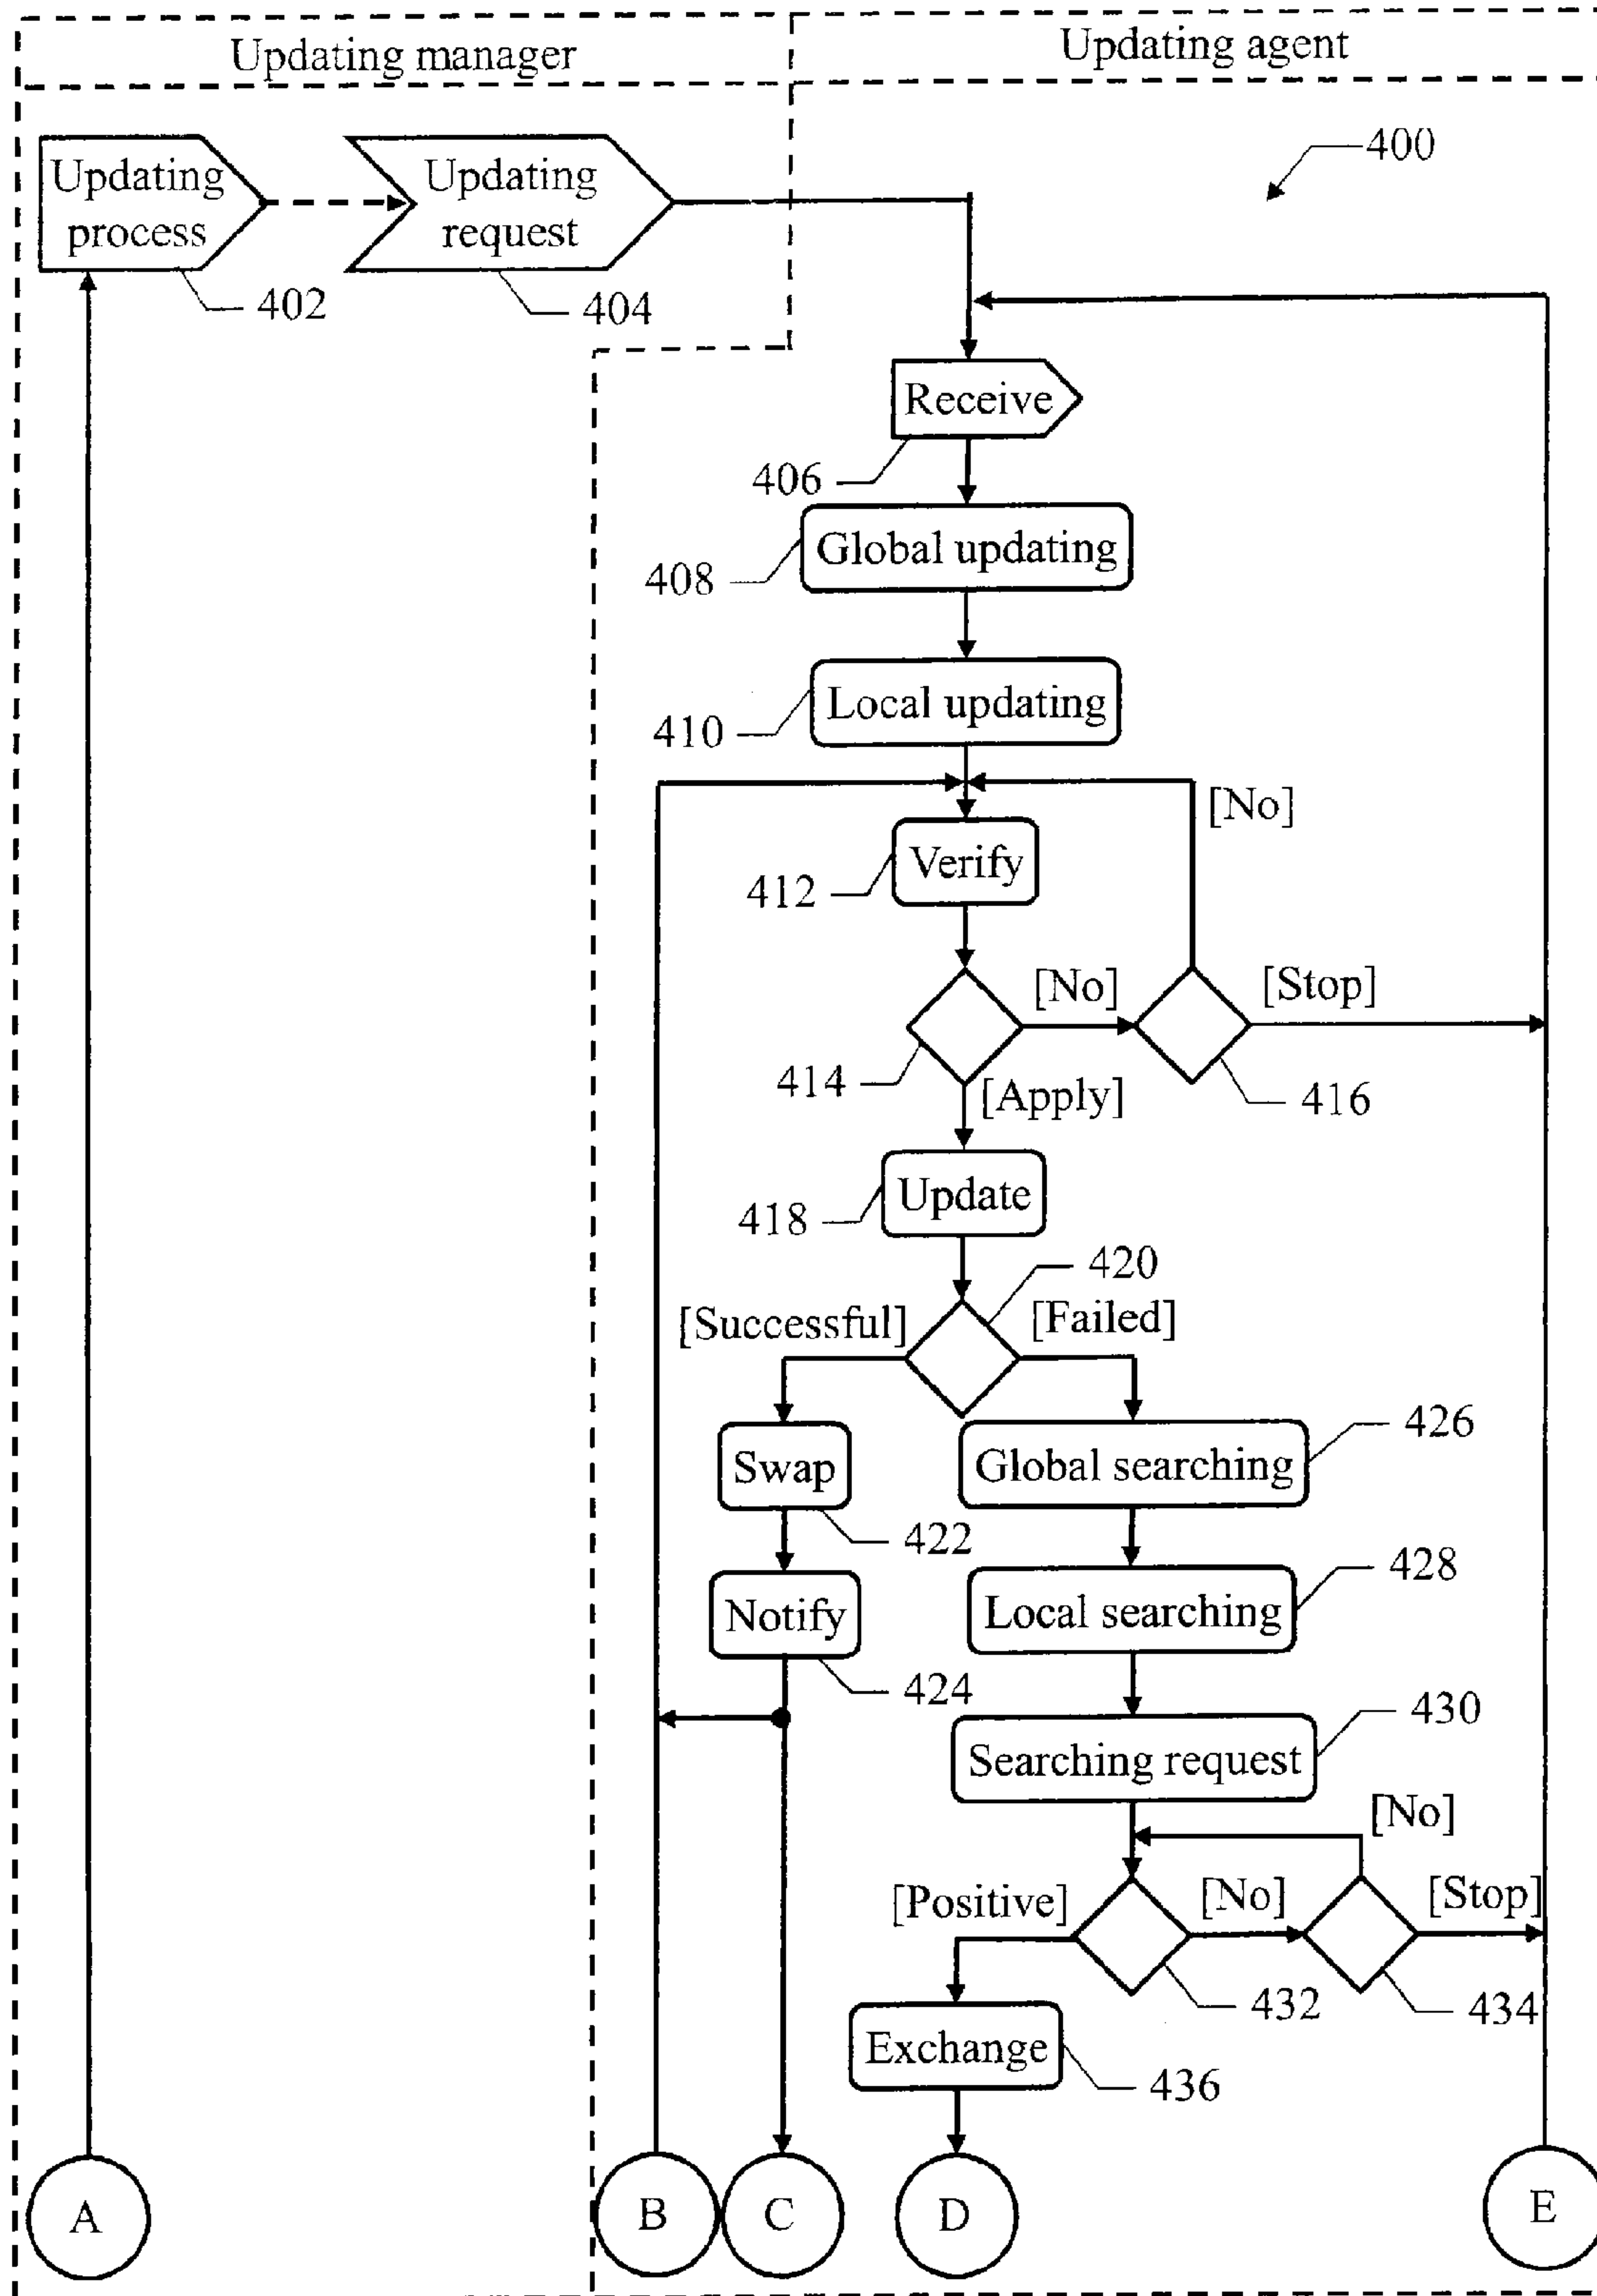 Updating manager
Updating agent
400
Updating
process
Updating
request
402
404
Receive
406
Global updating
408
Local updating
410
[No]
Verify
412
[No]
[Stop]
414
[Apply]
416
Update
418
420
[Successful]
[Failed]
426
Swap
Global searching
422
428
Notify
Local searching
424
430
Searching request
[No]
[Positive]
[No]
[Stop]
432
434
Exchange
436
A
B
C
D
E